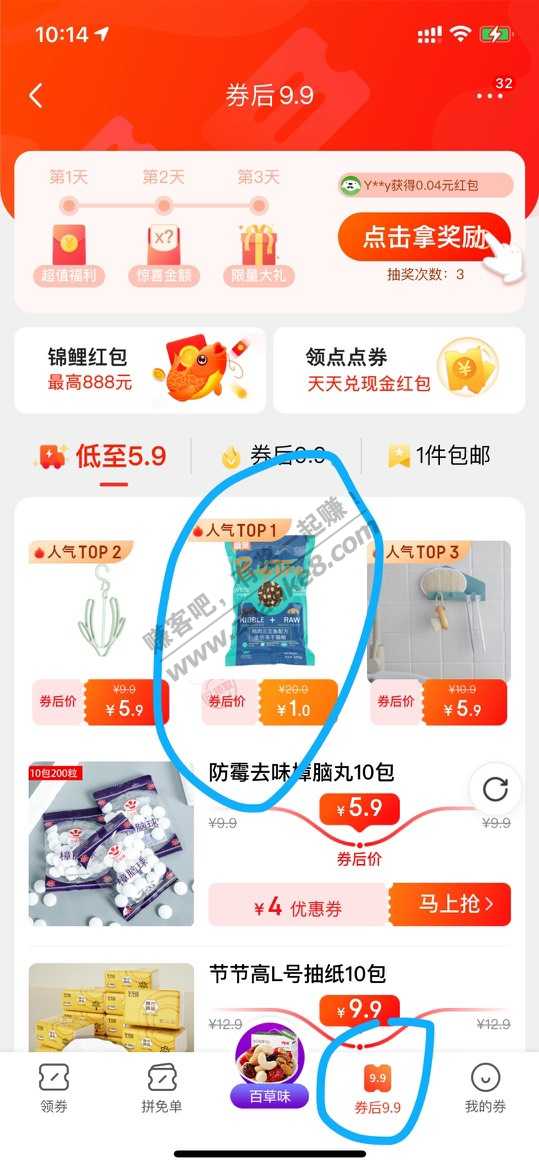 10:14
券后9.9
32
第1天 第2天 第3天
Y**y获得0.04元红包
x?
点击拿奖励
超值福利 惊喜金额 限量大礼
抽奖次数：3
锦鲤红包
最高888元
领点点券
天天兑现金红包
低至5.9 券后9.9 1件包邮
人气TOP 2
人气TOP 1
人气TOP 3
KIBBLE + RAW
券后价 ¥9.9 ¥5.9
券后价 ¥20.0 ¥1.0
券后价 ¥10.9 ¥5.9
赚客吧，有奖一起赚！
www.zuanke8.com
10包200粒
樟脑球
防霉去味樟脑丸10包
¥9.9 ¥5.9 ¥9.9
券后价
¥4 优惠券 马上抢
节节高L号抽纸10包
¥12.9 ¥9.9 ¥12.9
9.9
领券 拼免单 百草味 券后9.9 我的券